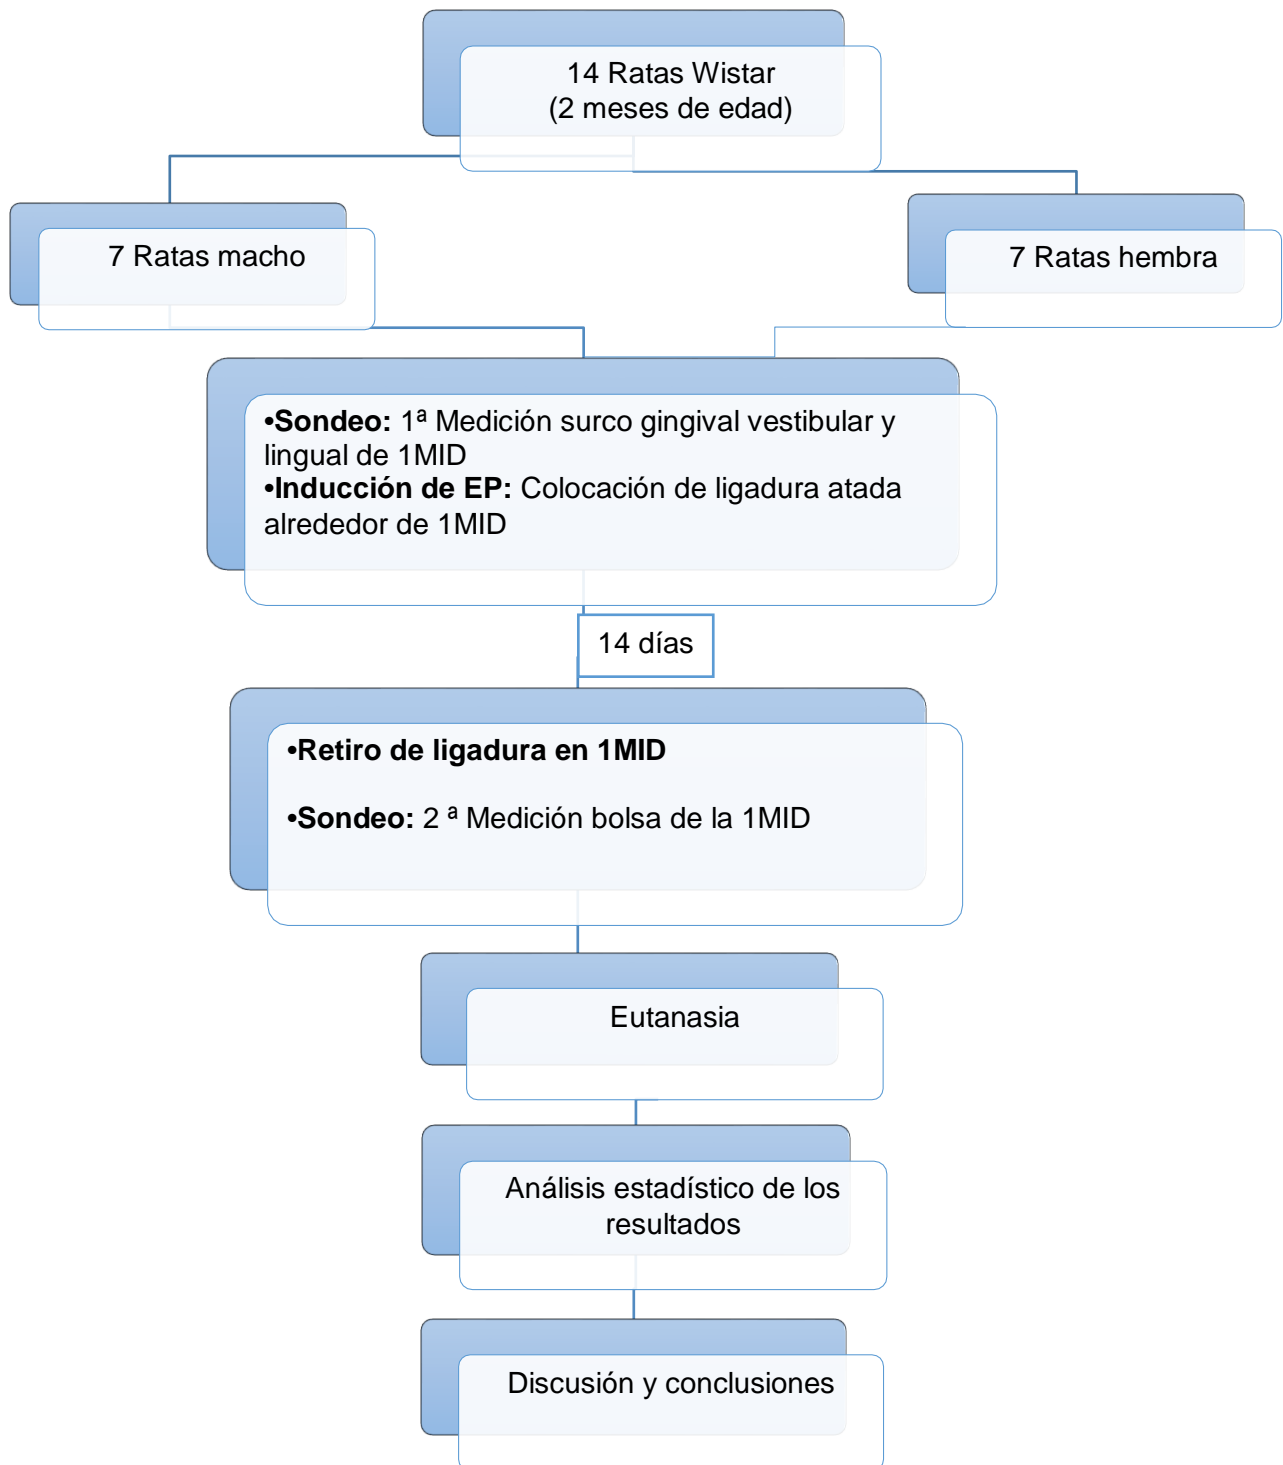 14 Ratas Wistar
(2 meses de edad)
7 Ratas macho
7 Ratas hembra
•Sondeo: 1ª Medición surco gingival vestibular y
lingual de 1MID
•Inducción de EP: Colocación de ligadura atada
alrededor de 1MID
14 días
•Retiro de ligadura en 1MID
•Sondeo: 2 ª Medición bolsa de la 1MID
Eutanasia
Análisis estadístico de los
resultados
Discusión y conclusiones